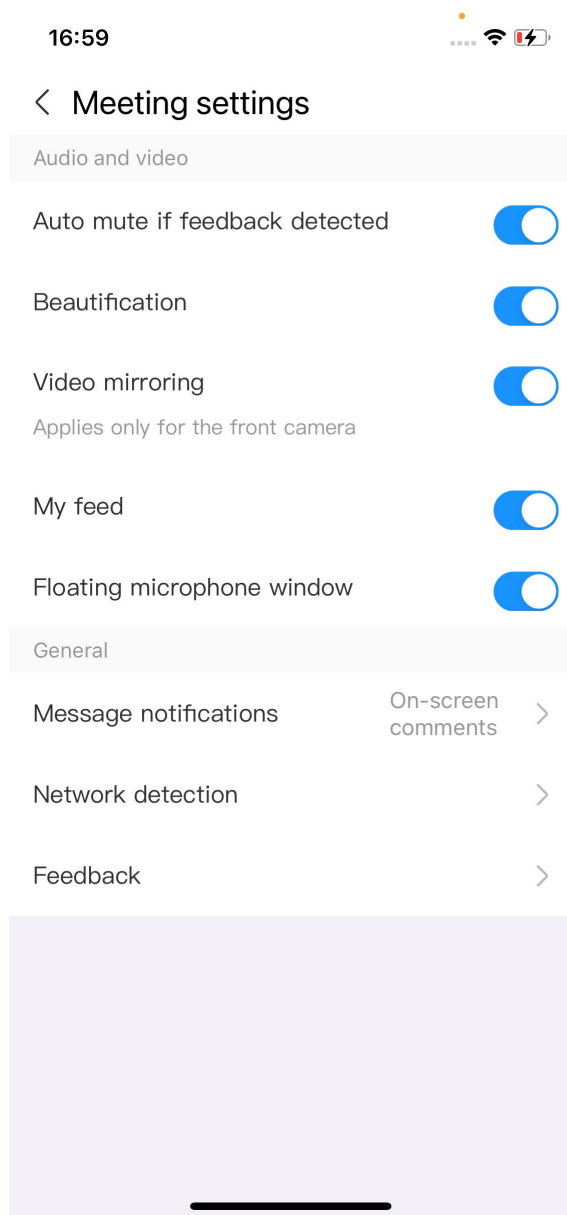 16:59
Meeting settings
Audio and video
Auto mute if feedback detected
Beautification
Video mirroring
Applies only for the front camera
My feed
Floating microphone window
General
Message notifications
On-screen
comments
Network detection
Feedback